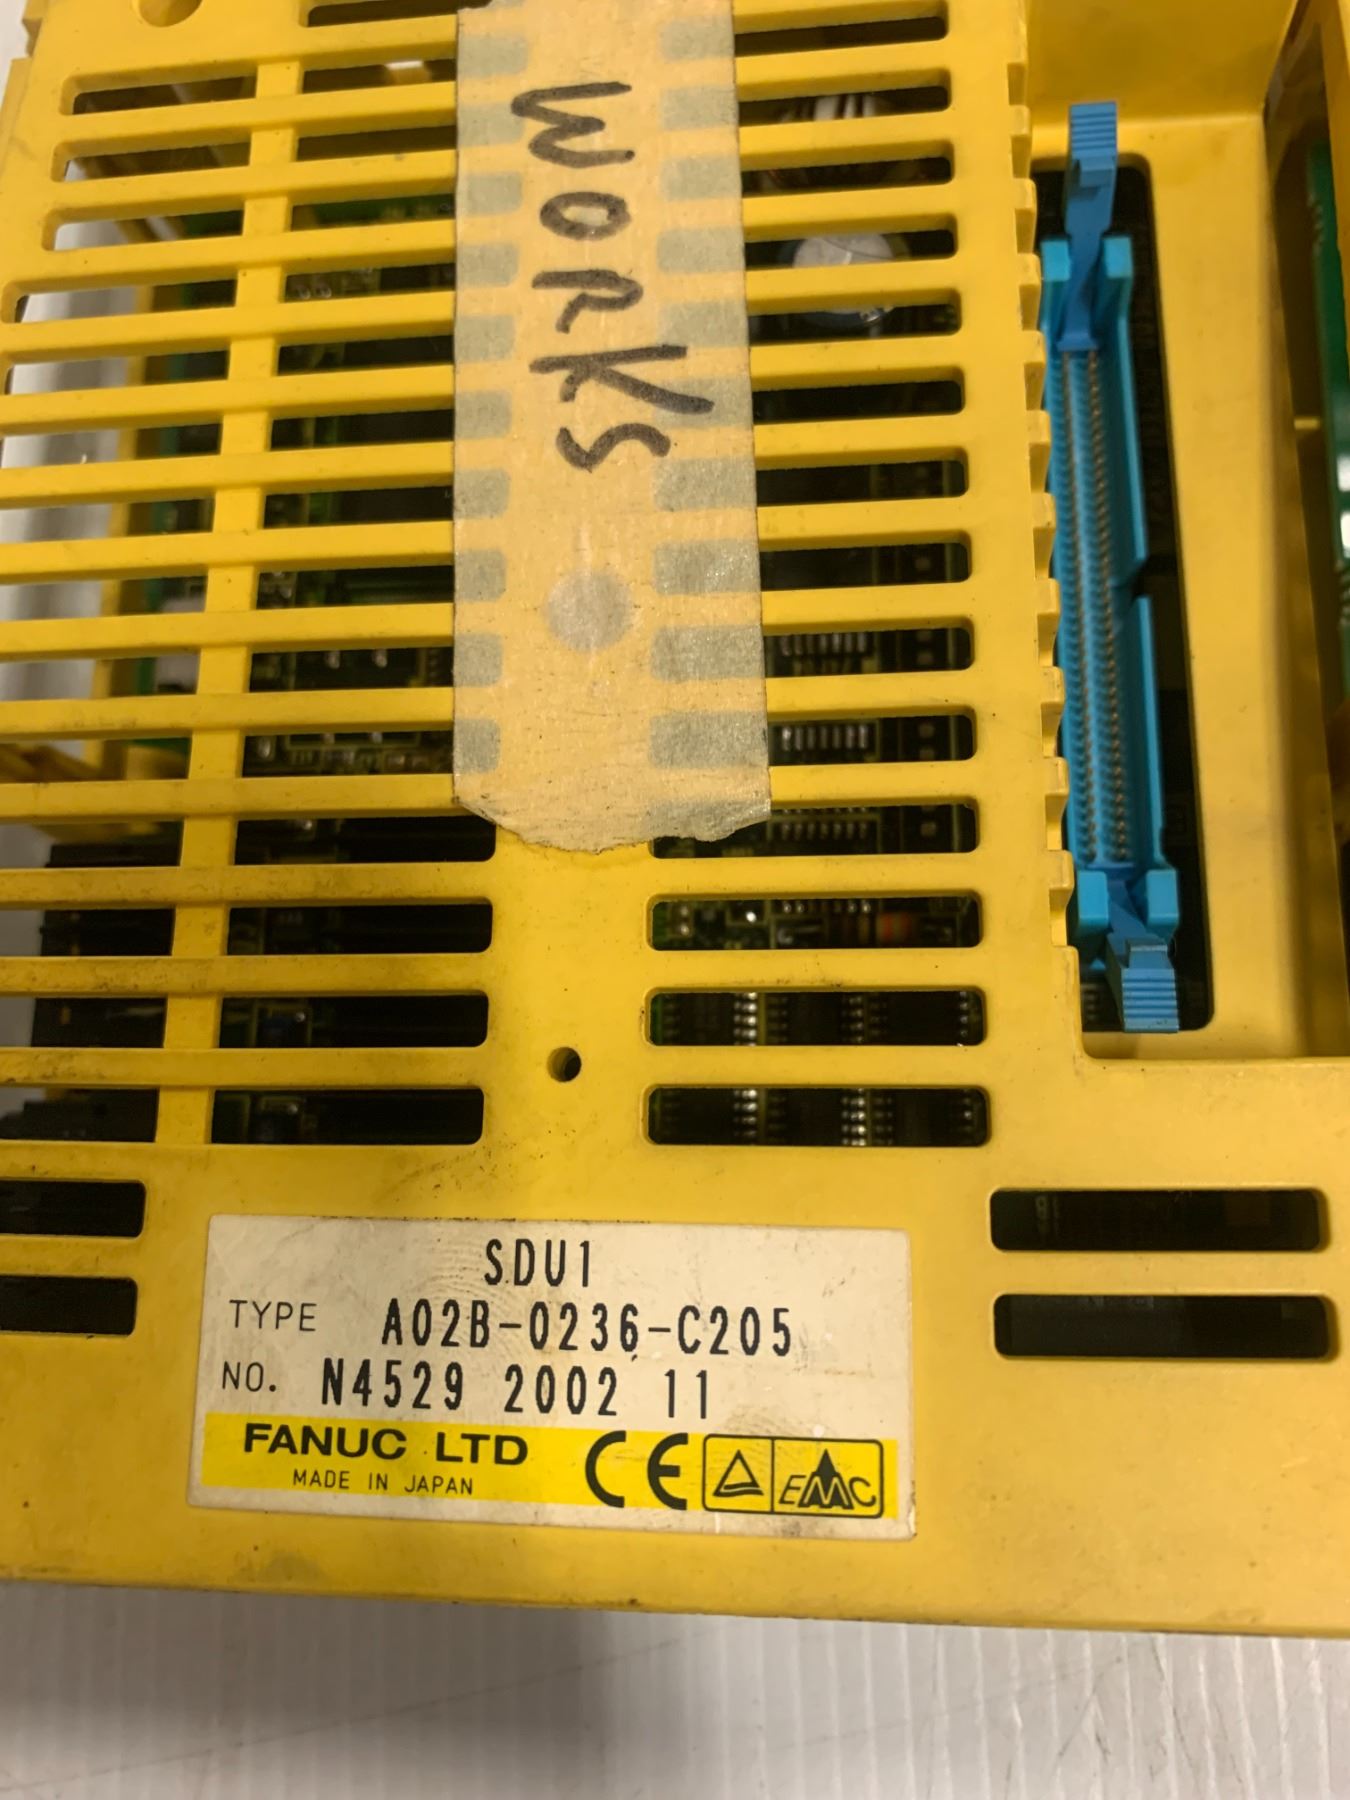 WORKS
SDU1
TYPE A02B-0236-C205
NO. N4529 2002 11
FANUC LTD
MADE IN JAPAN
CE
EMC